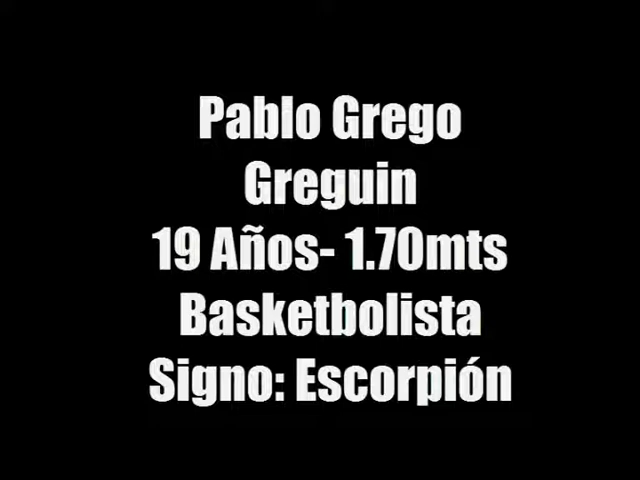 Pablo Grego
Greguin
19 Años- 1.70mts
Basketbolista
Signo: Escorpión